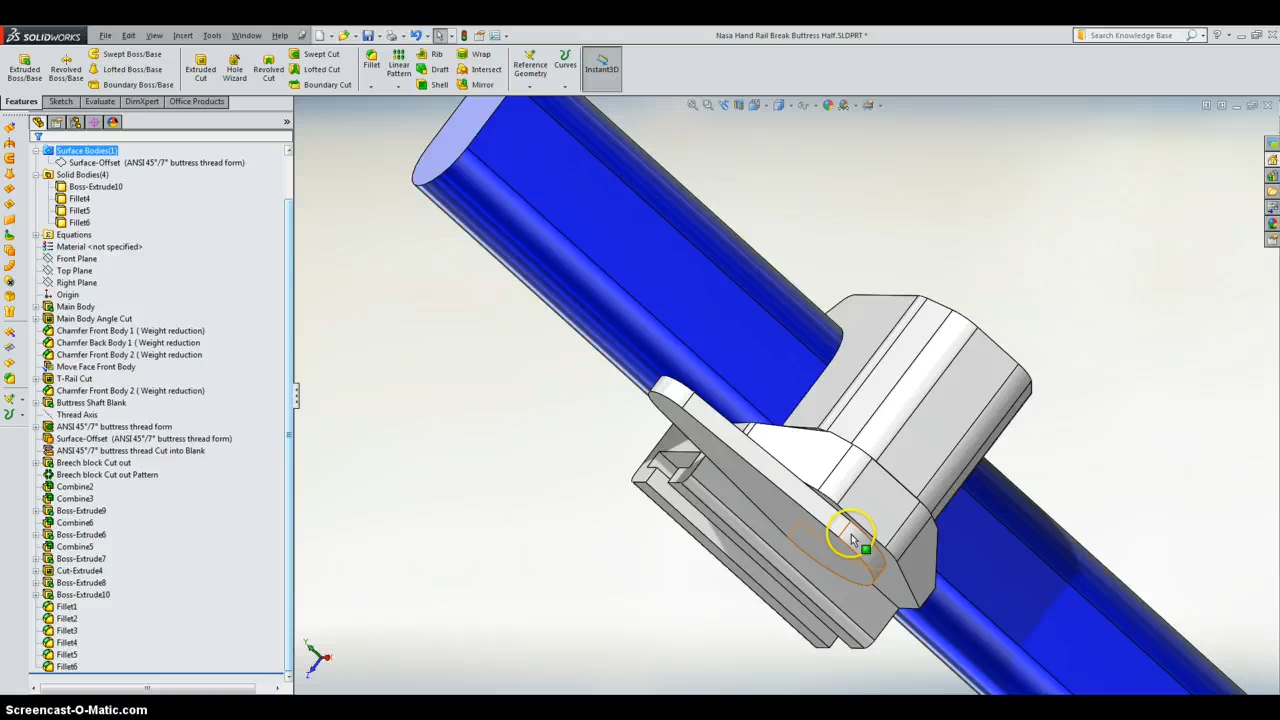 SOLIDWORKS File Edit View Insert Tools Window Help Nasa Hand Rail Break Buttress Half.SLDPRT * Search Knowledge Base
Extruded Boss/Base
Revolved Boss/Base
Swept Boss/Base
Lofted Boss/Base
Boundary Boss/Base
Extruded Cut
Hole Wizard
Revolved Cut
Swept Cut
Lofted Cut
Boundary Cut
Fillet
Linear Pattern
Rib
Draft
Shell
Wrap
Intersect
Mirror
Reference Geometry
Curves
Instant3D
Features Sketch Evaluate DimXpert Office Products
Surface Bodies(1)
Surface-Offset (ANSI 45°/7° buttress thread form)
Solid Bodies(4)
Boss-Extrude10
Fillet4
Fillet5
Fillet6
Equations
Material <not specified>
Front Plane
Top Plane
Right Plane
Origin
Main Body
Main Body Angle Cut
Chamfer Front Body 1 ( Weight reduction)
Chamfer Back Body 1 ( Weight reduction
Chamfer Front Body 2 ( Weight reduction
Move Face Front Body
T-Rail Cut
Chamfer Front Body 2 ( Weight reduction)
Buttress Shaft Blank
Thread Axis
ANSI 45°/7° buttress thread form
Surface-Offset (ANSI 45°/7° buttress thread form)
ANSI 45°/7° buttress thread Cut into Blank
Breech block Cut out
Breech block Cut out Pattern
Combine2
Combine3
Boss-Extrude9
Combine6
Boss-Extrude6
Combine5
Boss-Extrude7
Cut-Extrude4
Boss-Extrude8
Boss-Extrude10
Fillet1
Fillet2
Fillet3
Fillet4
Fillet5
Fillet6
Y
X
Z
Screencast-O-Matic.com